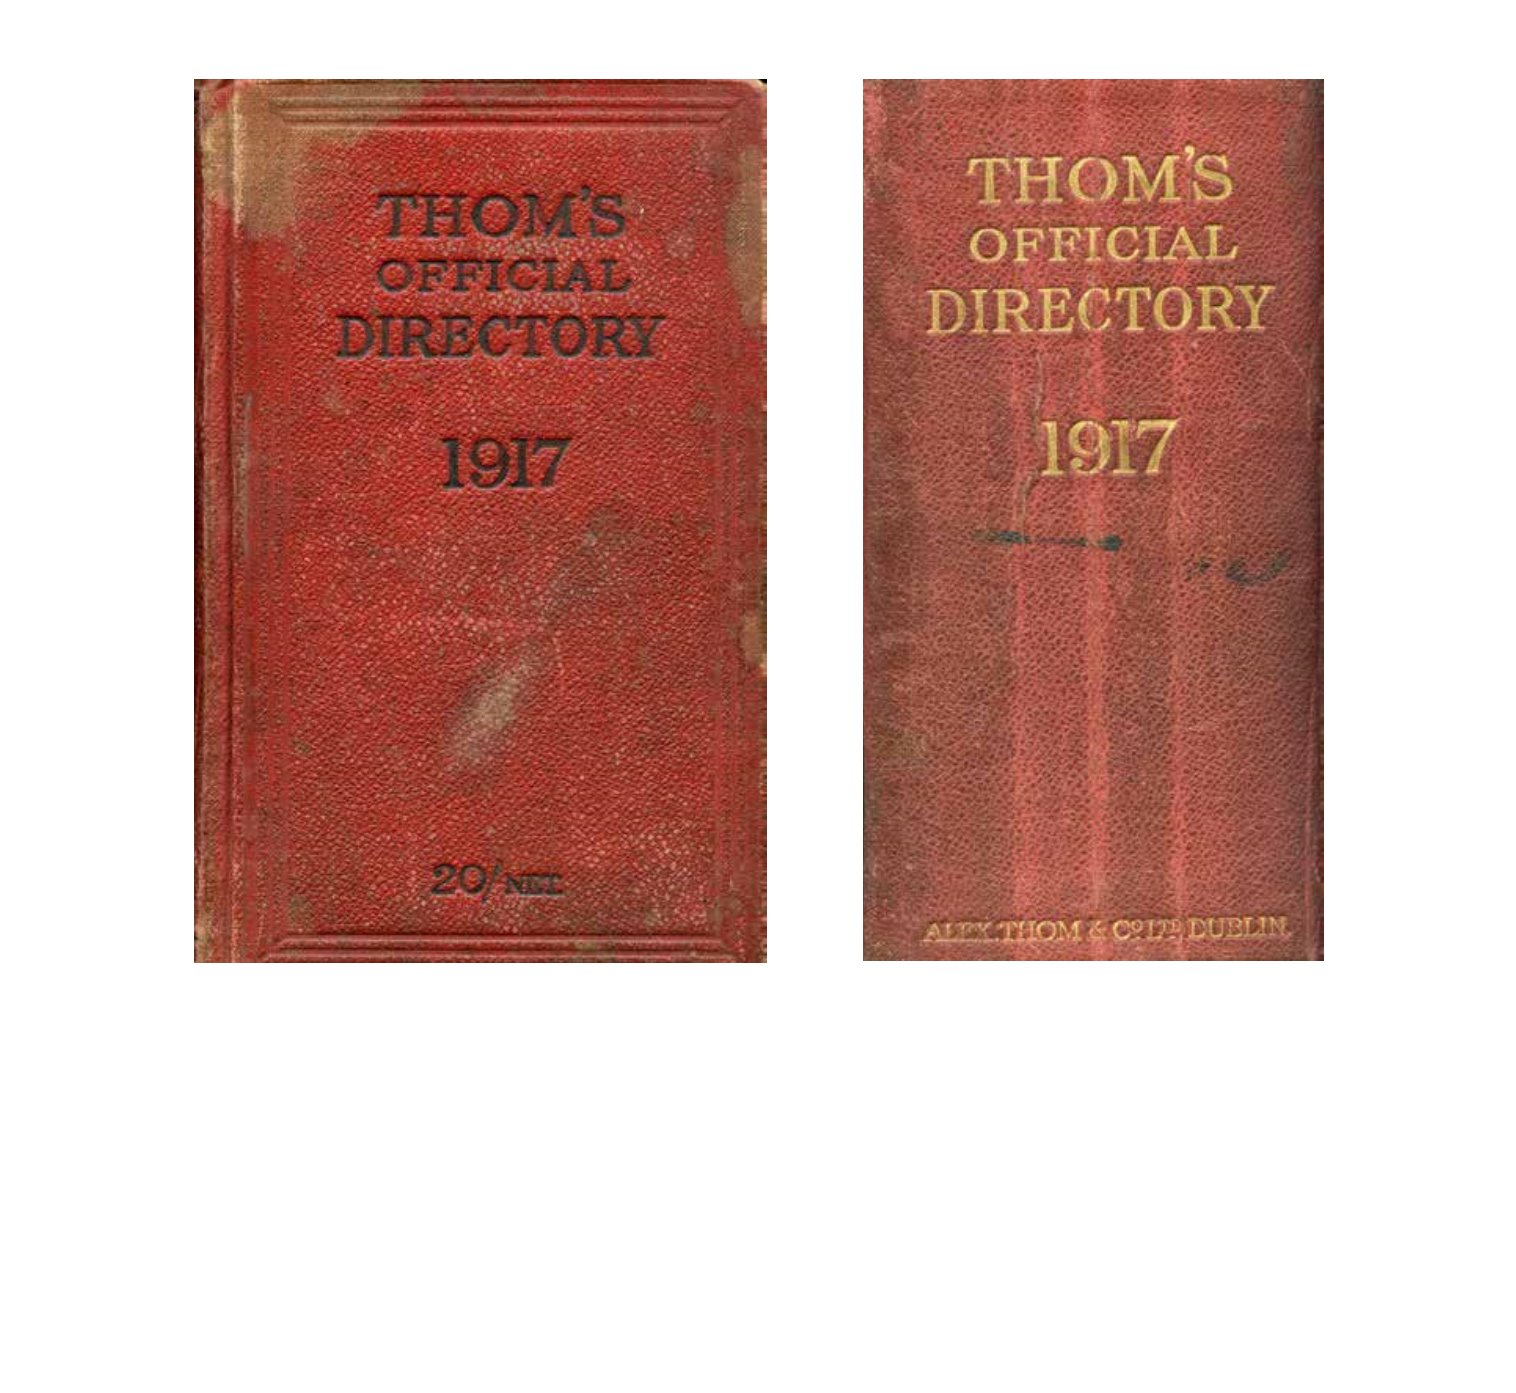 THOM'S
OFFICIAL
DIRECTORY
1917
20/ NET.
THOM'S
OFFICIAL
DIRECTORY
1917
ALEX. THOM & Co LTD DUBLIN.